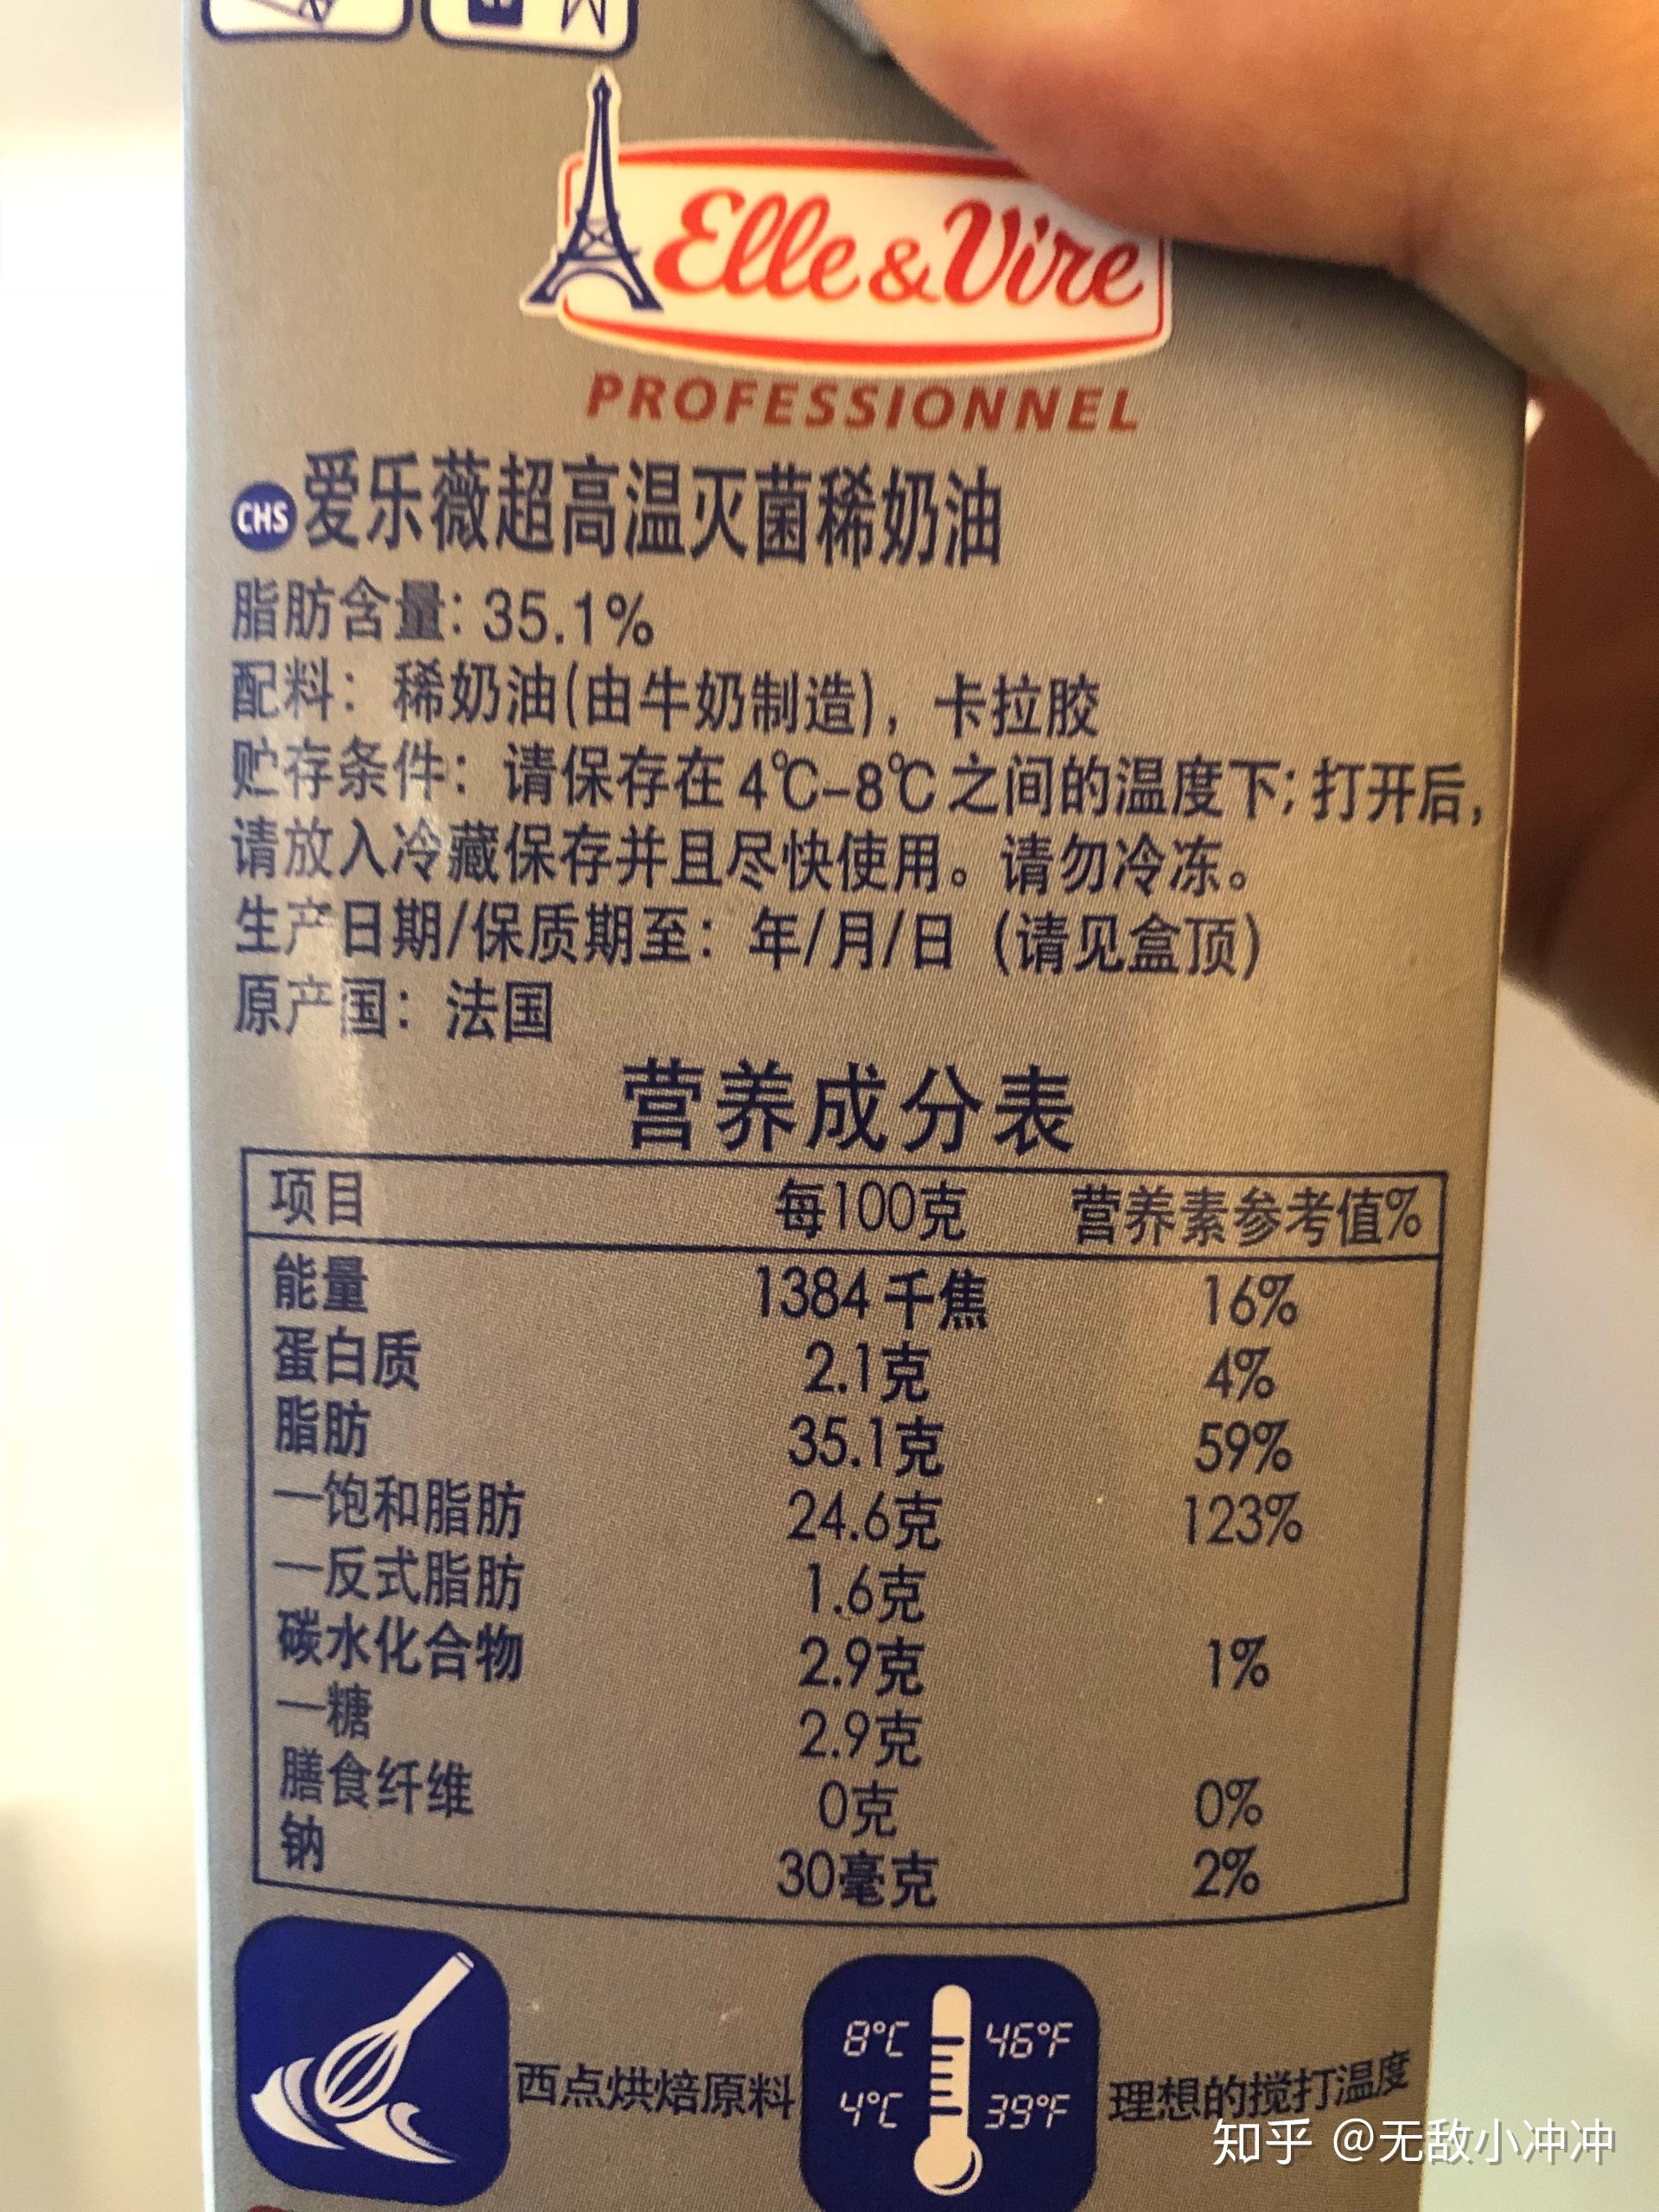 Elle&Vire
PROFESSIONNEL
CHS 爱乐薇超高温灭菌稀奶油
脂肪含量: 35.1%
配料：稀奶油(由牛奶制造)，卡拉胶
贮存条件：请保存在4℃-8℃之间的温度下; 打开后，
请放入冷藏保存并且尽快使用。请勿冷冻。
生产日期/保质期至：年/月/日（请见盒顶）
原产国：法国
营养成分表
项目 每100克 营养素参考值%
能量 1384千焦 16%
蛋白质 2.1克 4%
脂肪 35.1克 59%
—饱和脂肪 24.6克 123%
—反式脂肪 1.6克
碳水化合物 2.9克 1%
—糖 2.9克
膳食纤维 0克 0%
钠 30毫克 2%
西点烘焙原料
8°C 46°F
4°C 39°F
理想的搅打温度
知乎 @无敌小冲冲